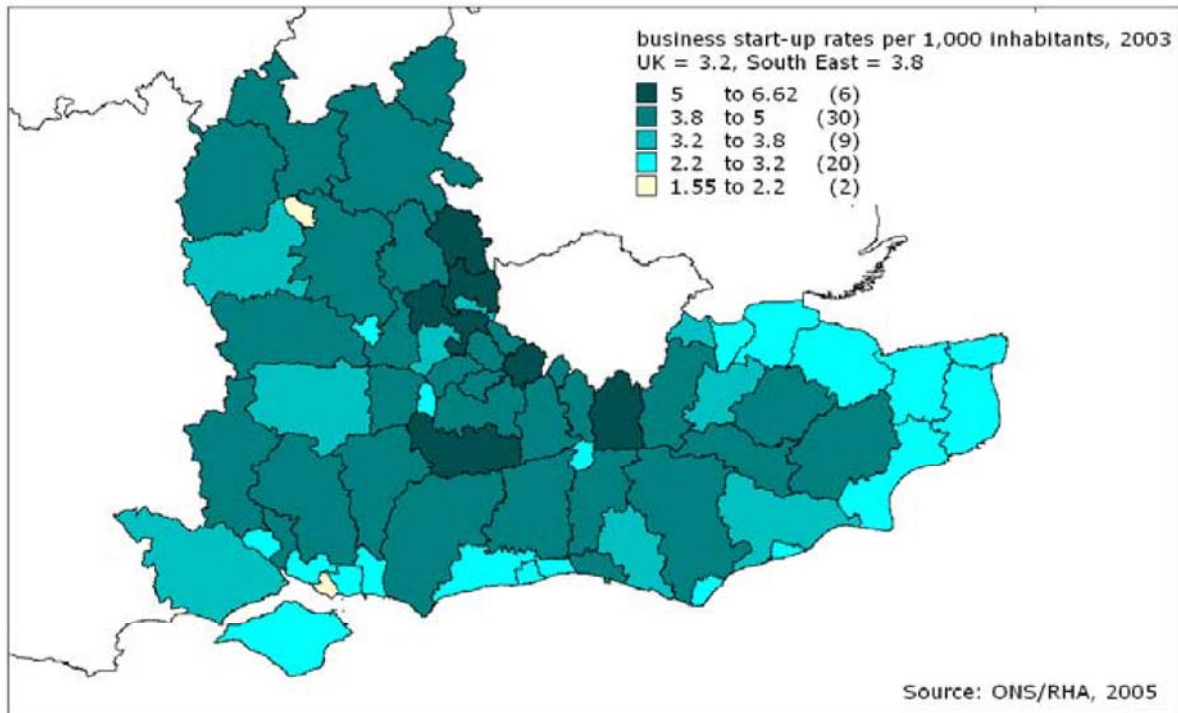 business start-up rates per 1,000 inhabitants, 2003
UK = 3.2, South East = 3.8
5 to 6.62 (6)
3.8 to 5 (30)
3.2 to 3.8 (9)
2.2 to 3.2 (20)
1.55 to 2.2 (2)
Source: ONS/RHA, 2005